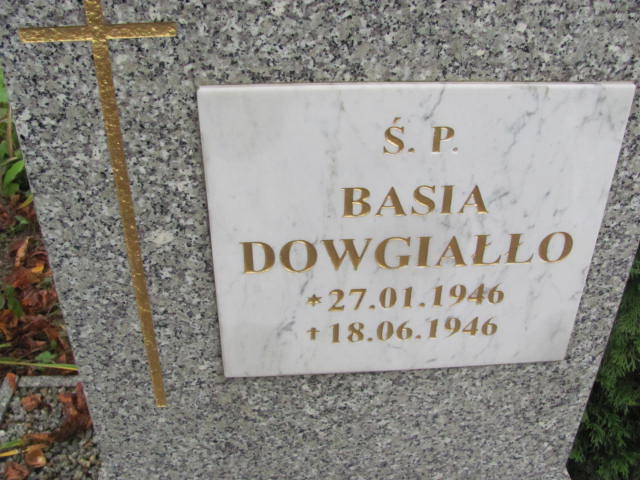 Ś. P.
BASIA
DOWGIAŁŁO
* 27.01.1946
† 18.06.1946